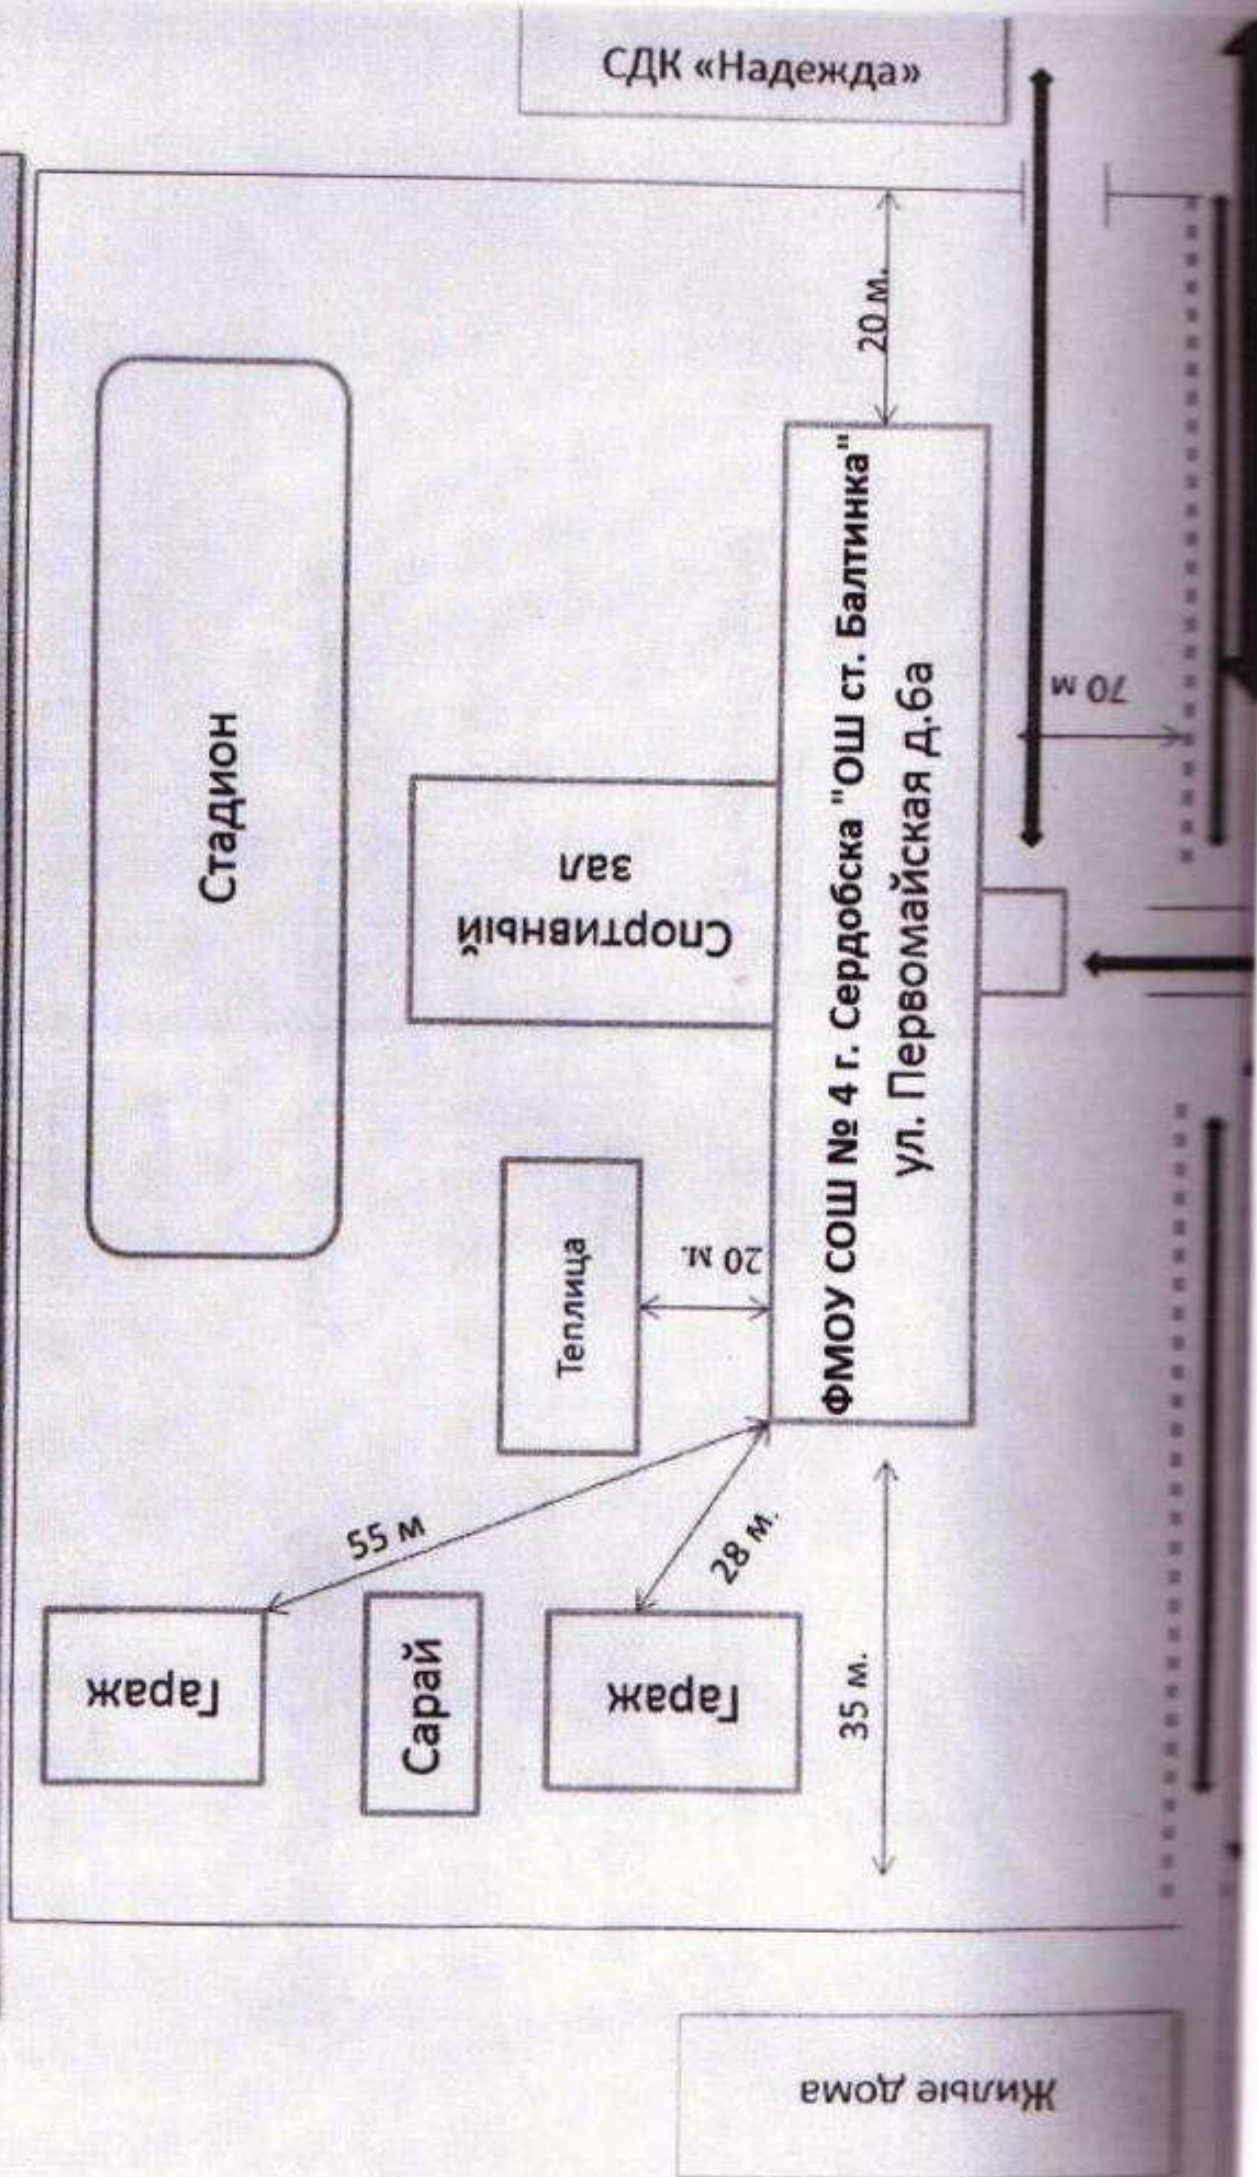 СДК «Надежда»
Стадион
Спортивный
зал
20 м.
ФМОУ СОШ № 4 г. Сердобска "ОШ ст. Балтинка"
ул. Первомайская д.6а
70 м
Теплица
20 м.
55 м
28 м.
Гараж
Сарай
Гараж
35 м.
Жилые дома